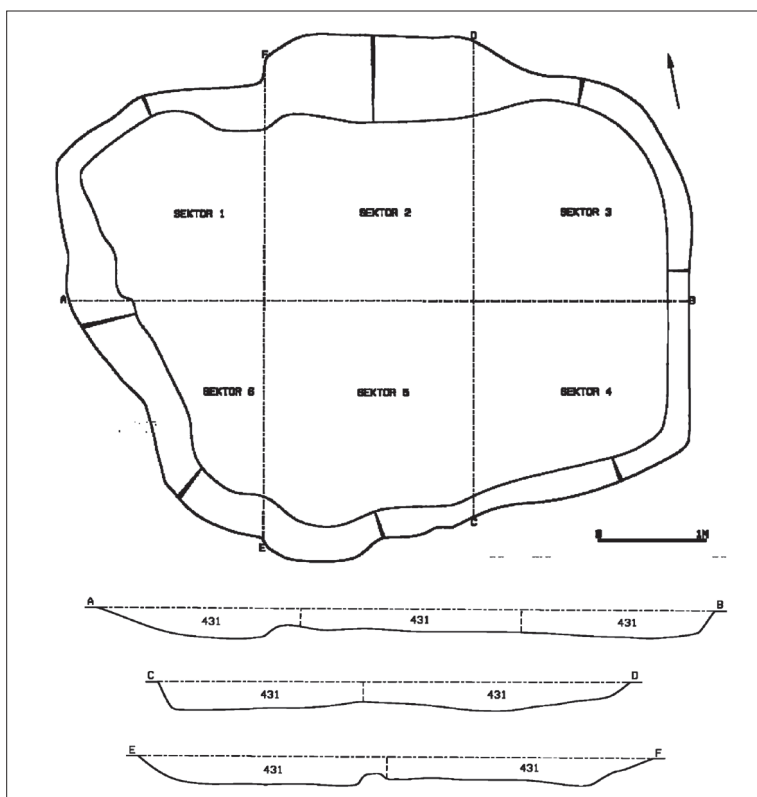 F D
SEKTOR 1 SEKTOR 2 SEKTOR 3
A B
SEKTOR 6 SEKTOR 5 SEKTOR 4
C
E
0 1M
A B
431 431 431
C D
431 431
E F
431 431